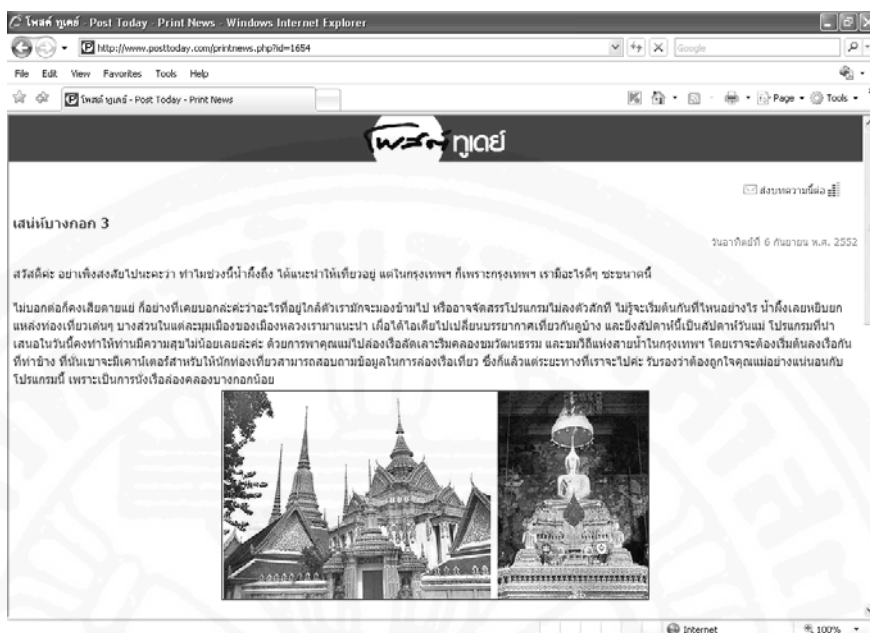 โพสต์ ทูเดย์ - Post Today - Print News - Windows Internet Explorer
http://www.posttoday.com/printnews.php?id=1654
Google
File Edit View Favorites Tools Help
โพสต์ ทูเดย์ - Post Today - Print News
Page Tools
โพสต์ ทูเดย์
ส่งบทความนี้ต่อ
เสน่ห์บางกอก 3
วันอาทิตย์ที่ 6 กันยายน พ.ศ. 2552
สวัสดีค่ะ อย่าเพิ่งสงสัยไปนะคะว่า ทำไมช่วงนี้น้ำผึ้งถึง ได้แนะนำให้เที่ยวอยู่ แต่ในกรุงเทพฯ ก็เพราะกรุงเทพฯ เรามีอะไรดีๆ ซะขนาดนี้
ไม่บอกต่อก็คงเสียดายแย่ ก็อย่างที่เคยบอกล่ะค่ะว่าอะไรที่อยู่ใกล้ตัวเรามักจะมองข้ามไป หรืออาจจัดสรรโปรแกรมไม่ลงตัวสักที ไม่รู้จะเริ่มต้นกันที่ไหนอย่างไร น้ำผึ้งเลยหยิบยก
แหล่งท่องเที่ยวเด่นๆ บางส่วนในแต่ละมุมเมืองของเมืองหลวงเรามาแนะนำ เผื่อได้ไอเดียไปเปลี่ยนบรรยากาศเที่ยวกันดูบ้าง และยิ่งสัปดาห์นี้เป็นสัปดาห์วันแม่ โปรแกรมที่นำ
เสนอในวันนี้คงทำให้ท่านมีความสุขไม่น้อยเลยล่ะค่ะ ด้วยการพาคุณแม่ไปล่องเรือลัดเลาะริมคลองชมวัฒนธรรม และชมวิถีแห่งสายน้ำในกรุงเทพฯ โดยเราจะต้องเริ่มต้นลงเรือกัน
ที่ท่าช้าง ที่นั่นเขาจะมีเคาน์เตอร์สำหรับให้นักท่องเที่ยวสามารถสอบถามข้อมูลในการล่องเรือเที่ยว ซึ่งก็แล้วแต่ระยะทางที่เราจะไปค่ะ รับรองว่าต้องถูกใจคุณแม่อย่างแน่นอนกับ
โปรแกรมนี้ เพราะเป็นการนั่งเรือล่องคลองบางกอกน้อย
Internet 100%